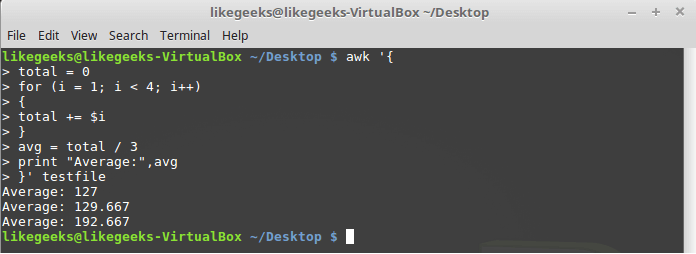 likegeeks@likegeeks-VirtualBox ~/Desktop
File Edit View Search Terminal Help
likegeeks@likegeeks-VirtualBox ~/Desktop $ awk '{
> total = 0
> for (i = 1; i < 4; i++)
> {
> total += $i
> }
> avg = total / 3
> print "Average:",avg
> }' testfile
Average: 127
Average: 129.667
Average: 192.667
likegeeks@likegeeks-VirtualBox ~/Desktop $